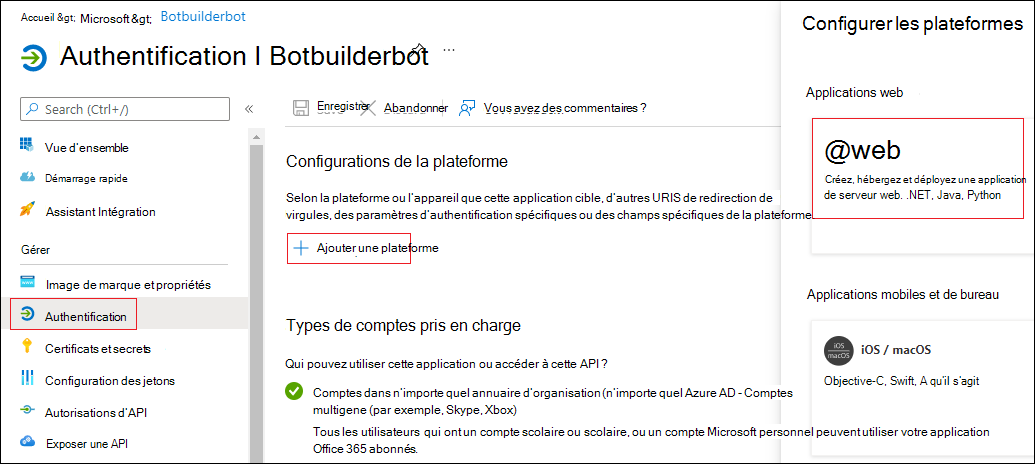 Accueil &gt; Microsoft &gt; Botbuilderbot
Authentification I Botbuilderbot ...
Search (Ctrl+/)
«
Vue d'ensemble
Démarrage rapide
Assistant Intégration
Gérer
Image de marque et propriétés
Authentification
Certificats et secrets
Configuration des jetons
Autorisations d'API
Exposer une API
Enregistrer Abandonner Vous avez des commentaires ?
Configurations de la plateforme
Selon la plateforme ou l'appareil que cette application cible, d'autres URIS de redirection de
virgules, des paramètres d'authentification spécifiques ou des champs spécifiques de la plateforme
Ajouter une plateforme
Types de comptes pris en charge
Qui pouvez utiliser cette application ou accéder à cette API ?
Comptes dans n'importe quel annuaire d'organisation (n'importe quel Azure AD - Comptes
multigene (par exemple, Skype, Xbox)
Tous les utilisateurs qui ont un compte scolaire ou scolaire, ou un compte Microsoft personnel peuvent utiliser votre application
Office 365 abonnés.
Configurer les plateformes
Applications web
@web
Créez, hébergez et déployez une application
de serveur web. .NET, Java, Python
Applications mobiles et de bureau
iOS
macOS
iOS / macOS
Objective-C, Swift, A qu'il s'agit